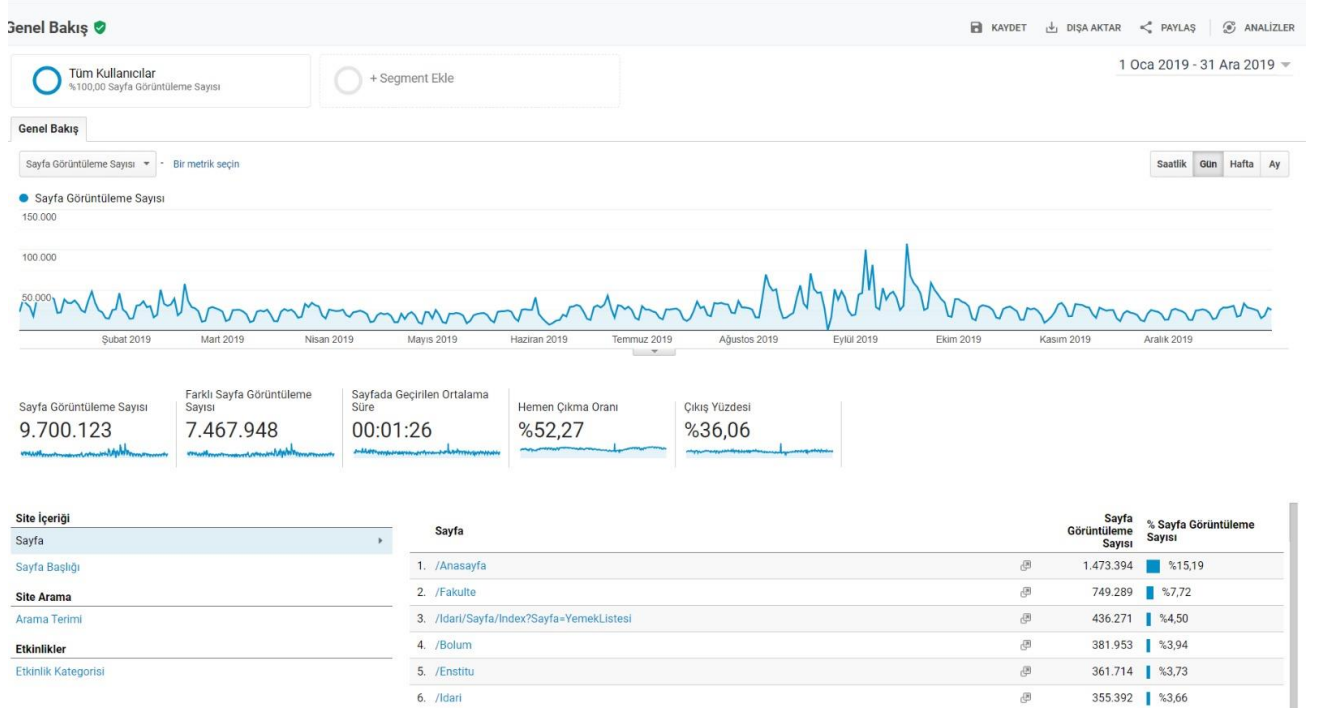 Genel Bakış
KAYDET DIŞA AKTAR PAYLAŞ ANALİZLER
1 Oca 2019 - 31 Ara 2019
Tüm Kullanıcılar
%100,00 Sayfa Görüntüleme Sayısı
+ Segment Ekle
Genel Bakış
Sayfa Görüntüleme Sayısı - Bir metrik seçin
Saatlik Gün Hafta Ay
Sayfa Görüntüleme Sayısı
150.000
100.000
50.000
Şubat 2019 Mart 2019 Nisan 2019 Mayıs 2019 Haziran 2019 Temmuz 2019 Ağustos 2019 Eylül 2019 Ekim 2019 Kasım 2019 Aralık 2019
Sayfa Görüntüleme Sayısı
9.700.123
Farklı Sayfa Görüntüleme
Sayısı
7.467.948
Sayfada Geçirilen Ortalama
Süre
00:01:26
Hemen Çıkma Oranı
%52,27
Çıkış Yüzdesi
%36,06
Site İçeriği
Sayfa
Sayfa Başlığı
Site Arama
Arama Terimi
Etkinlikler
Etkinlik Kategorisi
Sayfa
Sayfa
Görüntüleme
Sayısı
% Sayfa Görüntüleme
Sayısı
1. /Anasayfa 1.473.394 %15,19
2. /Fakulte 749.289 %7,72
3. /Idari/Sayfa/Index?Sayfa=YemekListesi 436.271 %4,50
4. /Bolum 381.953 %3,94
5. /Enstitu 361.714 %3,73
6. /Idari 355.392 %3,66